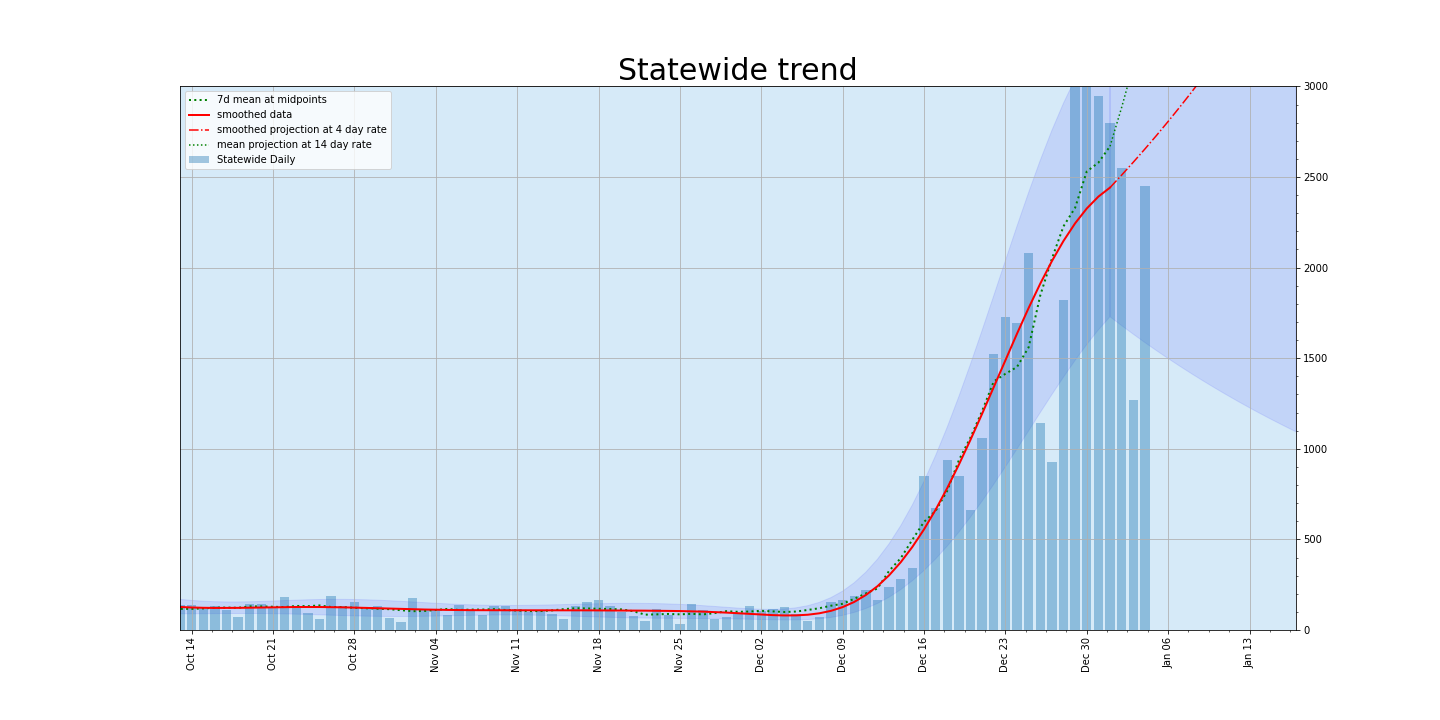 Statewide trend
7d mean at midpoints
smoothed data
smoothed projection at 4 day rate
mean projection at 14 day rate
Statewide Daily
3000
2500
2000
1500
1000
500
0
Oct 14
Oct 21
Oct 28
Nov 04
Nov 11
Nov 18
Nov 25
Dec 02
Dec 09
Dec 16
Dec 23
Dec 30
Jan 06
Jan 13